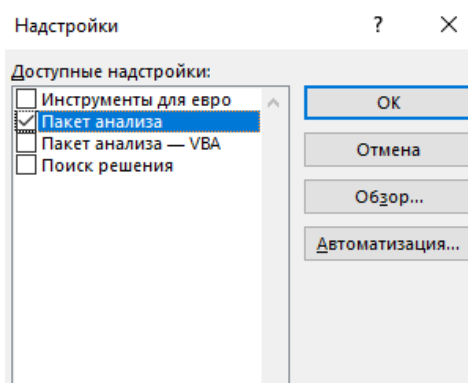 Надстройки
?
Доступные надстройки:
Инструменты для евро
Пакет анализа
Пакет анализа — VBA
Поиск решения
ОК
Отмена
Обзор...
Автоматизация...